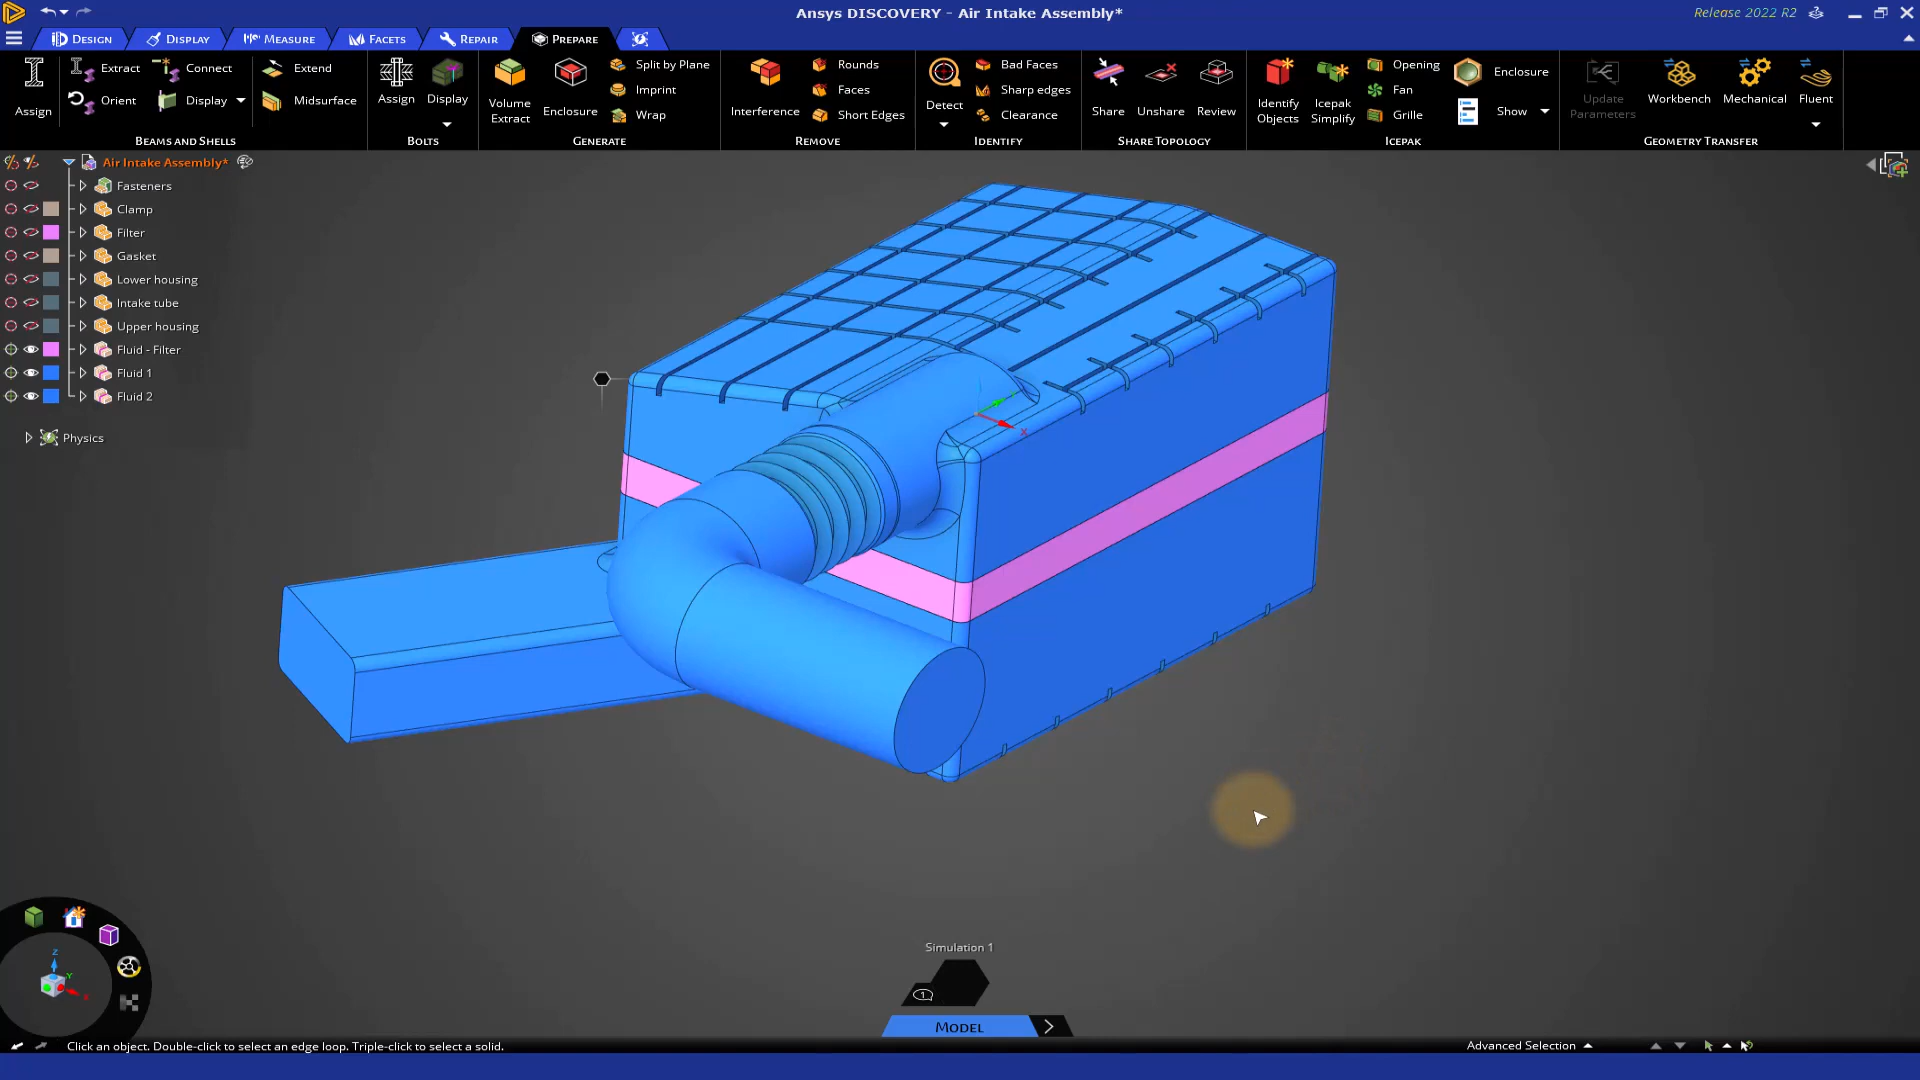 Ansys DISCOVERY - Air Intake Assembly*
Release 2022 R2
DESIGN DISPLAY MEASURE FACETS REPAIR PREPARE
Assign
Extract
Orient
Connect
Display
Extend
Midsurface
BEAMS AND SHELLS
Assign
Display
BOLTS
Volume Extract
Enclosure
Split by Plane
Imprint
Wrap
GENERATE
Interference
Rounds
Faces
Short Edges
REMOVE
Detect
Bad Faces
Sharp edges
Clearance
IDENTIFY
Share
Unshare
Review
SHARE TOPOLOGY
Identify Objects
Icepak Simplify
Opening
Fan
Grille
Enclosure
Show
ICEPAK
Update Parameters
Workbench
Mechanical
Fluent
GEOMETRY TRANSFER
Air Intake Assembly*
Fasteners
Clamp
Filter
Gasket
Lower housing
Intake tube
Upper housing
Fluid - Filter
Fluid 1
Fluid 2
Physics
X
Z
Y
X
Simulation 1
1
MODEL
Click an object. Double-click to select an edge loop. Triple-click to select a solid.
Advanced Selection